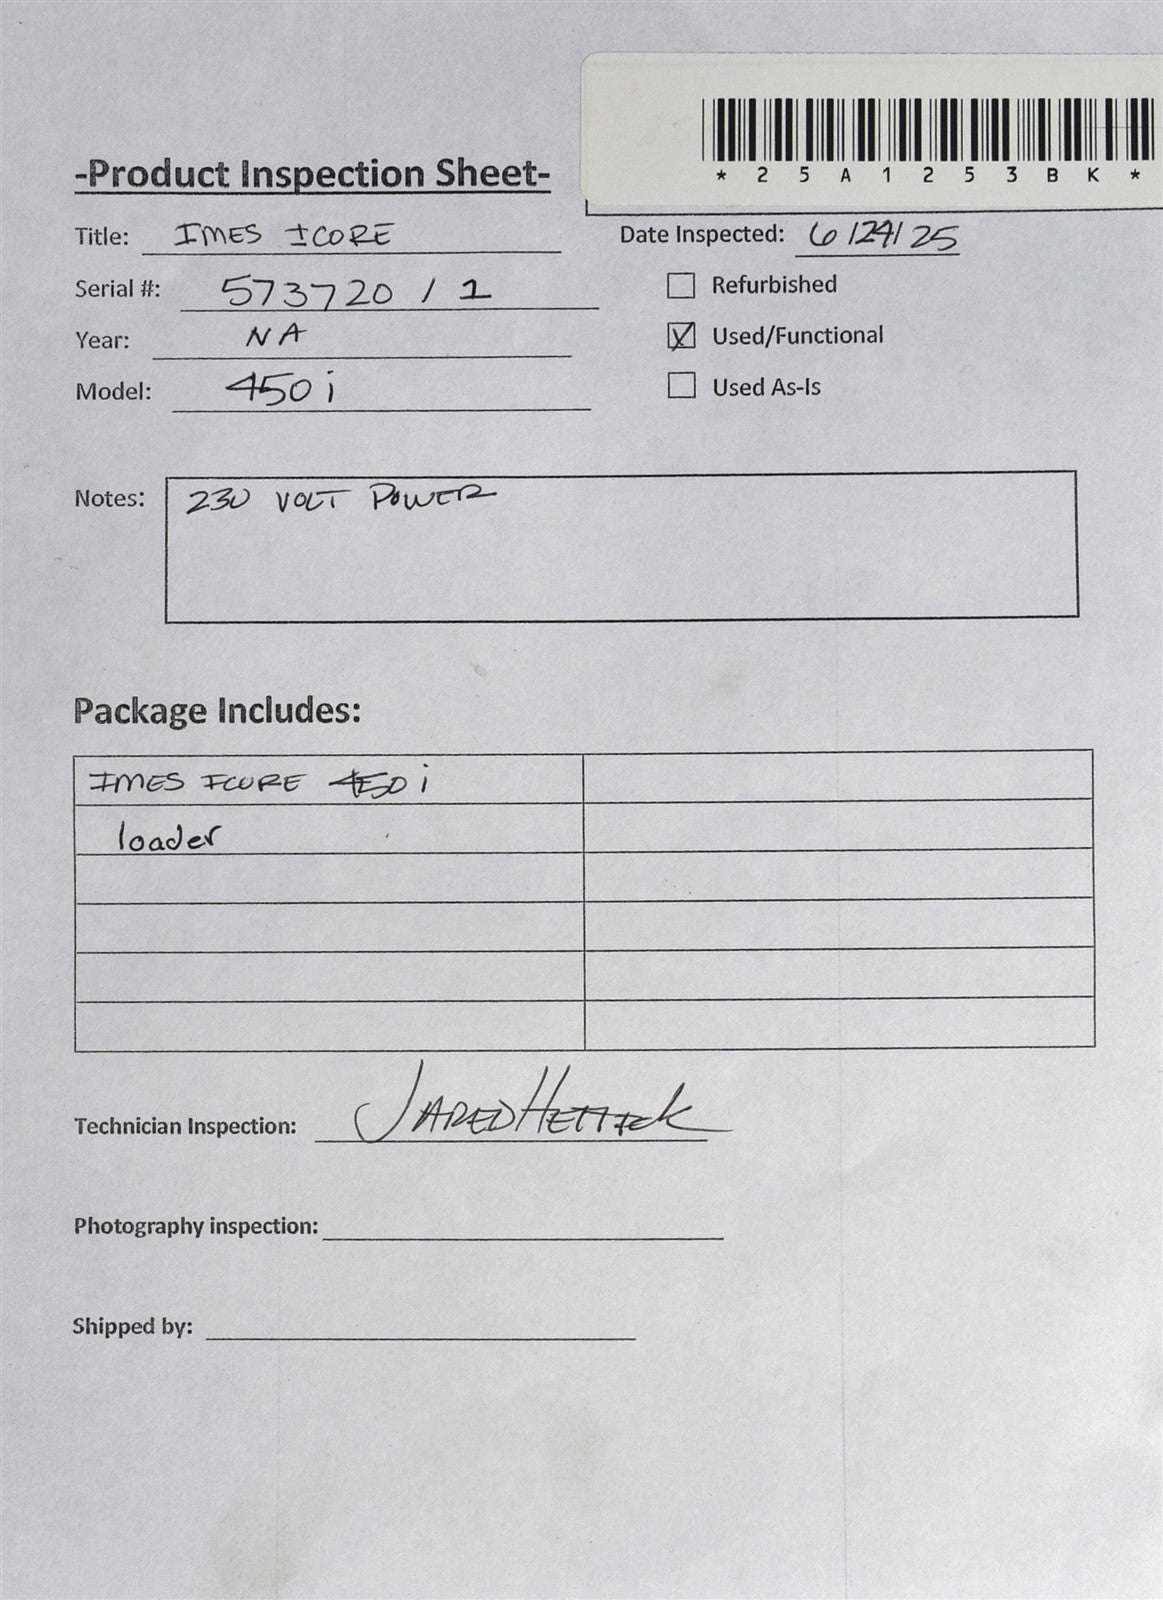 *25A1253BK*
-Product Inspection Sheet-
Title: IMES ICORE
Date Inspected: 6/24/25
Serial #: 573720 / 1
Refurbished
Year: NA
Used/Functional
Model: 450i
Used As-Is
Notes: 230 VOLT POWER
Package Includes:
IMES ICORE 450i
loader
Technician Inspection: JARED HETTICK
Photography inspection:
Shipped by: